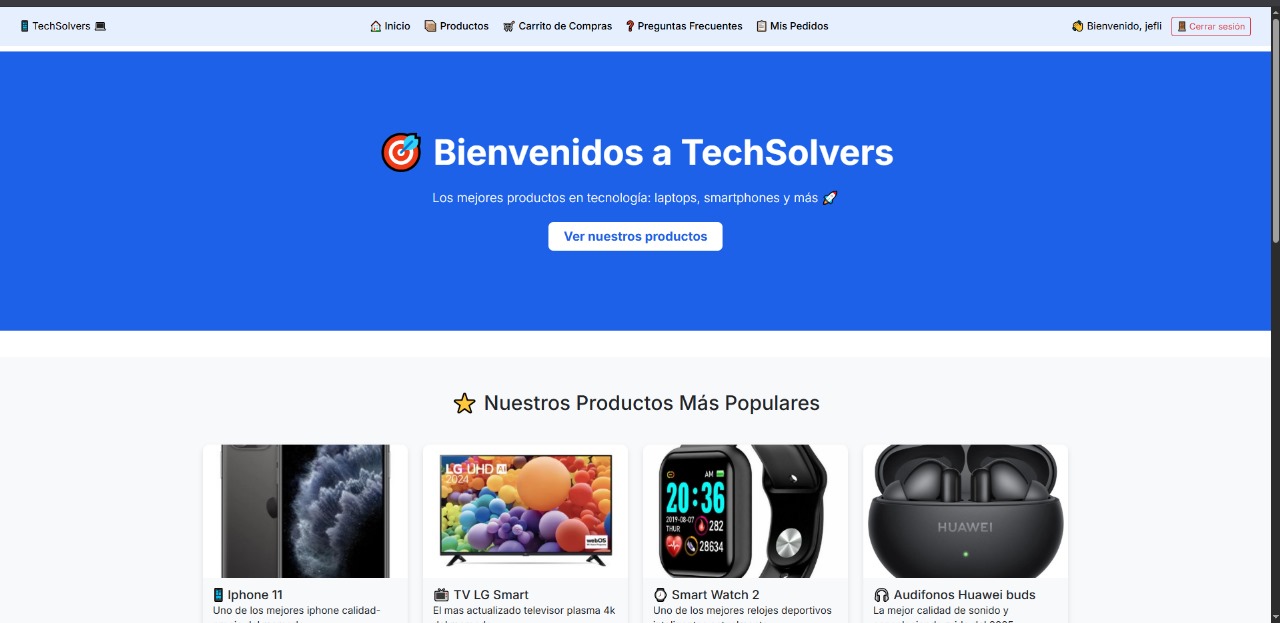 TechSolvers
Inicio
Productos
Carrito de Compras
Preguntas Frecuentes
Mis Pedidos
Bienvenido, jefli
Cerrar sesión
Bienvenidos a TechSolvers
Los mejores productos en tecnología: laptops, smartphones y más
Ver nuestros productos
Nuestros Productos Más Populares
LG UHD AI
2024
webOS
AM
20:36
2019-08-07
THUR
282
28634
HUAWEI
Iphone 11
Uno de los mejores iphone calidad-
TV LG Smart
El mas actualizado televisor plasma 4k
Smart Watch 2
Uno de los mejores relojes deportivos
Audifonos Huawei buds
La mejor calidad de sonido y